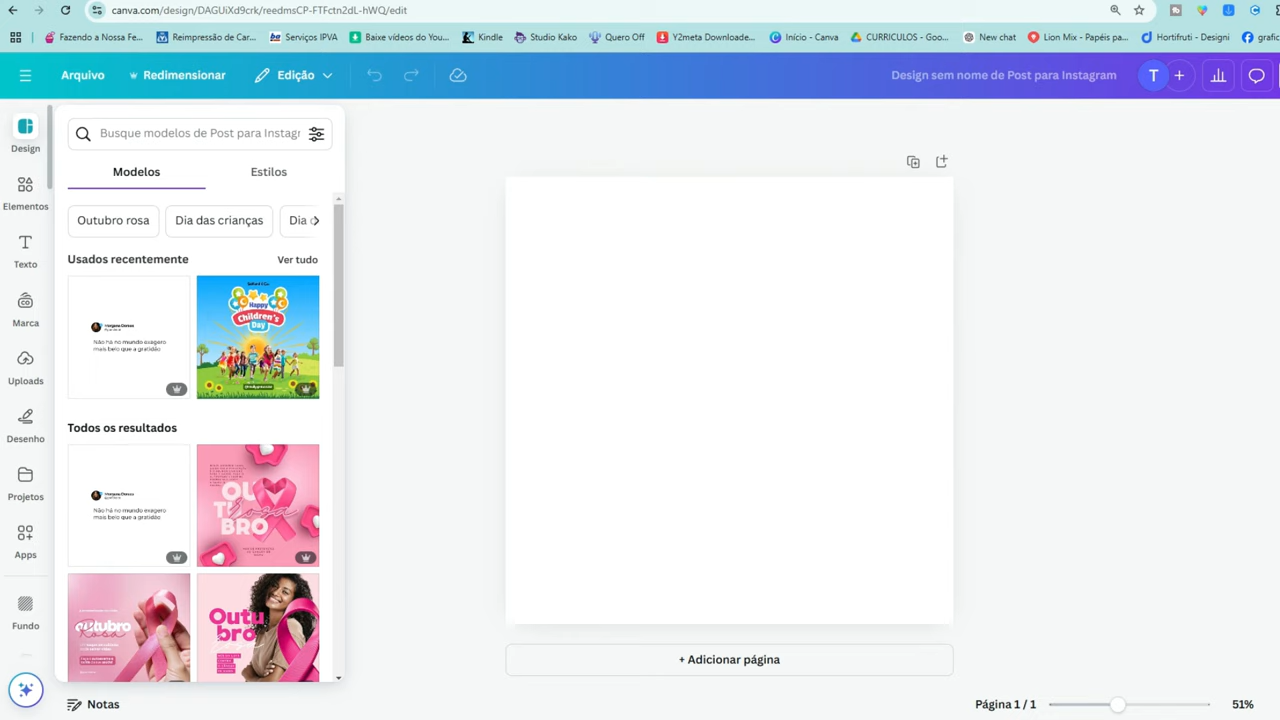 canva.com/design/DAGUiXd9crk/reedmsCP-FTFctn2dL-hWQ/edit
Fazendo a Nossa Fe...
Reimpressão de Car...
Serviços IPVA
Baixe vídeos do You...
Kindle
Studio Kako
Quero Off
Y2meta Downloade...
Início - Canva
CURRICULOS - Goo...
New chat
Lion Mix - Papéis pa...
Hortifruti - Designi
grafic
Arquivo
Redimensionar
Edição
Design sem nome de Post para Instagram
T
+
Design
Elementos
Texto
Marca
Uploads
Desenho
Projetos
Apps
Fundo
Busque modelos de Post para Instagr
Modelos
Estilos
Outubro rosa
Dia das crianças
Dia
Usados recentemente
Ver tudo
Não há no mundo exagero
mais belo que a gratidão
Happy
Children's
Day
Todos os resultados
Não há no mundo exagero
mais belo que a gratidão
OU
TU
BRO
Rosa
outubro
Rosa
Outu
bro
+ Adicionar página
Notas
Página 1 / 1
51%